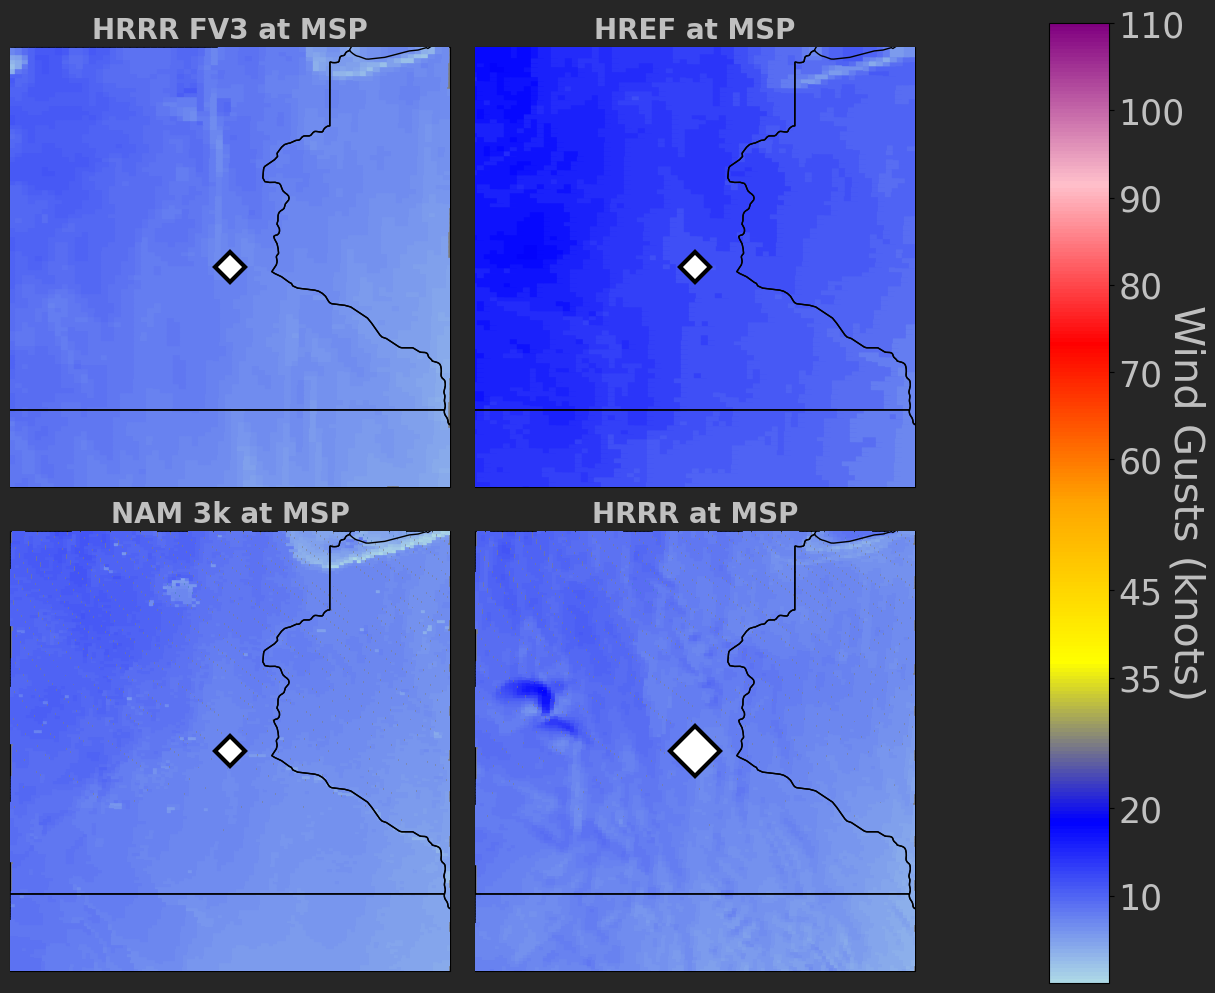 HRRR FV3 at MSP
HREF at MSP
NAM 3k at MSP
HRRR at MSP
110
100
90
80
70
60
45
35
20
10
Wind Gusts (knots)